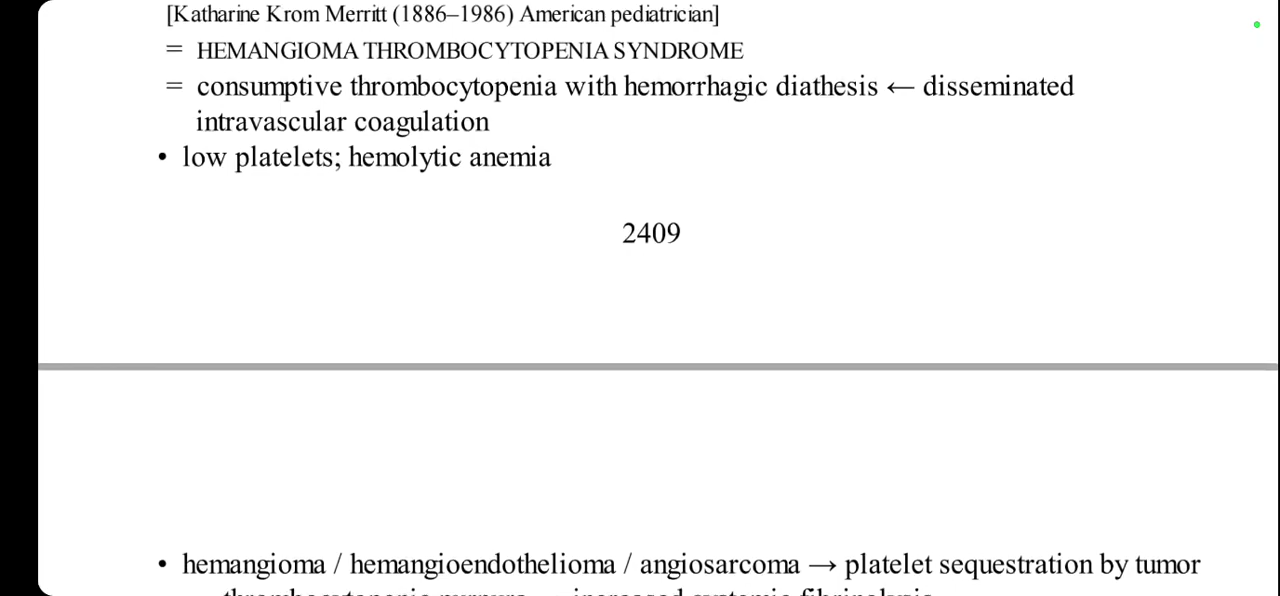 [Katharine Krom Merritt (1886–1986) American pediatrician]
= HEMANGIOMA THROMBOCYTOPENIA SYNDROME
= consumptive thrombocytopenia with hemorrhagic diathesis ← disseminated
intravascular coagulation
• low platelets; hemolytic anemia
2409
• hemangioma / hemangioendothelioma / angiosarcoma → platelet sequestration by tumor